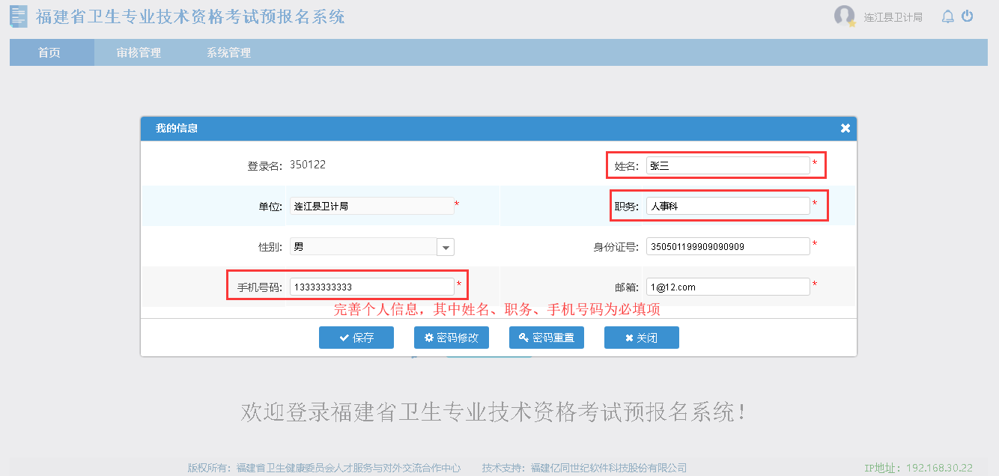 福建省卫生专业技术资格考试预报名系统
连江县卫计局
首页 审核管理 系统管理
我的信息
登录名: 350122 姓名: 张三 *
单位: 连江县卫计局 * 职务: 人事科 *
性别: 男 身份证号: 350501199909090909 *
手机号码: 13333333333 * 邮箱: 1@12.com *
完善个人信息，其中姓名、职务、手机号码为必填项
保存 密码修改 密码重置 关闭
欢迎登录福建省卫生专业技术资格考试预报名系统！
版权所有：福建省卫生健康委员会人才服务与对外交流合作中心 技术支持：福建亿同世纪软件科技股份有限公司 IP地址：192.168.30.22